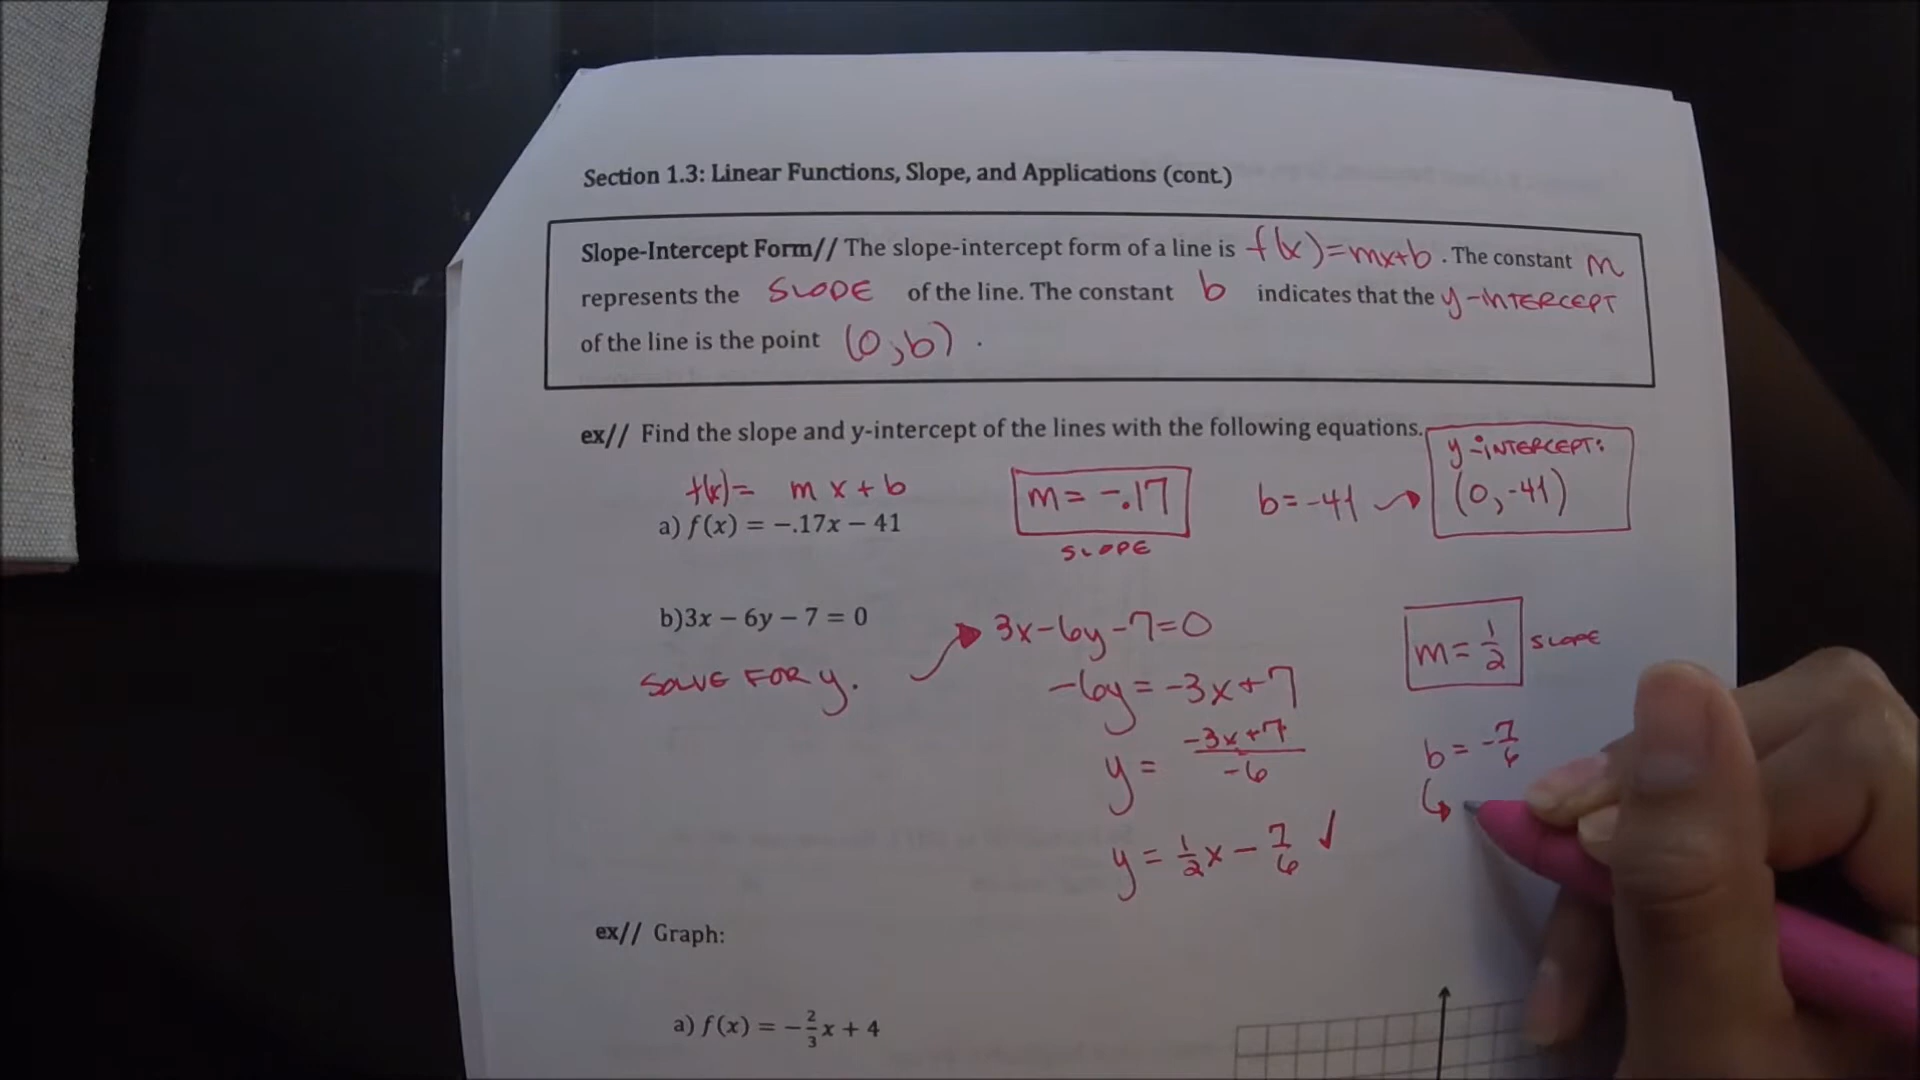 Section 1.3: Linear Functions, Slope, and Applications (cont.)
Slope-Intercept Form// The slope-intercept form of a line is f(x)=mx+b . The constant m
represents the SLOPE of the line. The constant b indicates that the y-INTERCEPT
of the line is the point (0,b) .
ex// Find the slope and y-intercept of the lines with the following equations.
y-INTERCEPT:
f(x)= mx+b
m=-.17
b=-41
(0,-41)
a) f(x) = −.17x − 41
SLOPE
b)3x − 6y − 7 = 0
3x-6y-7=0
m=1/2 SLOPE
SOLVE FOR y.
-6y=-3x+7
y= (-3x+7)/-6
b=-7/6
y=1/2x-7/6 ✓
ex// Graph:
a) f(x) = −2/3x + 4